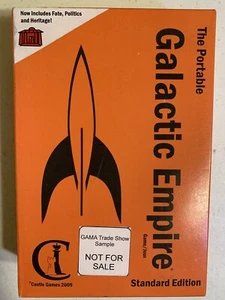 Now Includes Fate, Politics
and Heritage!
The Portable
Galactic Empire
Standard Edition
GAMA Trade Show
Sample
NOT FOR
SALE
Castle Games 2009